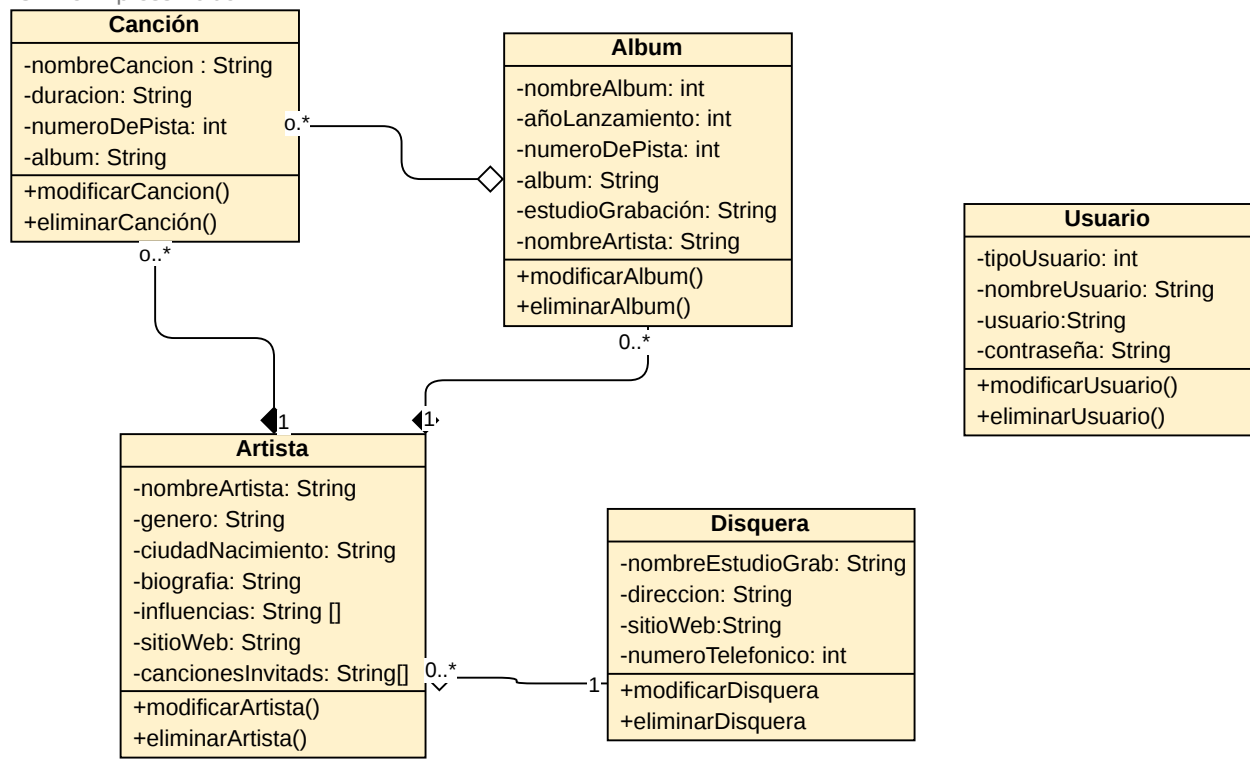 Canción
-nombreCancion : String
-duracion: String
-numeroDePista: int
-album: String
+modificarCancion()
+eliminarCanción()
o.*
o..*
Album
-nombreAlbum: int
-añoLanzamiento: int
-numeroDePista: int
-album: String
-estudioGrabación: String
-nombreArtista: String
+modificarAlbum()
+eliminarAlbum()
0..*
Usuario
-tipoUsuario: int
-nombreUsuario: String
-usuario:String
-contraseña: String
+modificarUsuario()
+eliminarUsuario()
1
1
Artista
-nombreArtista: String
-genero: String
-ciudadNacimiento: String
-biografia: String
-influencias: String []
-sitioWeb: String
-cancionesInvitads: String[]
+modificarArtista()
+eliminarArtista()
0..*
1
Disquera
-nombreEstudioGrab: String
-direccion: String
-sitioWeb:String
-numeroTelefonico: int
+modificarDisquera
+eliminarDisquera